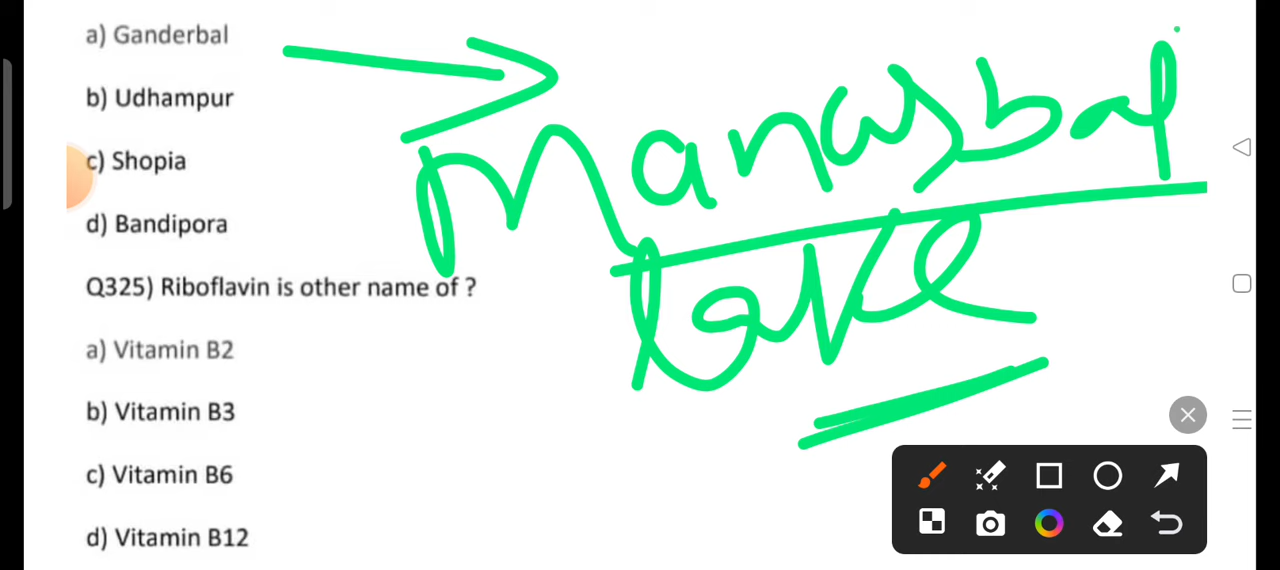 a) Ganderbal
b) Udhampur
c) Shopia
d) Bandipora
Manasbal
Lake
Q325) Riboflavin is other name of ?
a) Vitamin B2
b) Vitamin B3
c) Vitamin B6
d) Vitamin B12